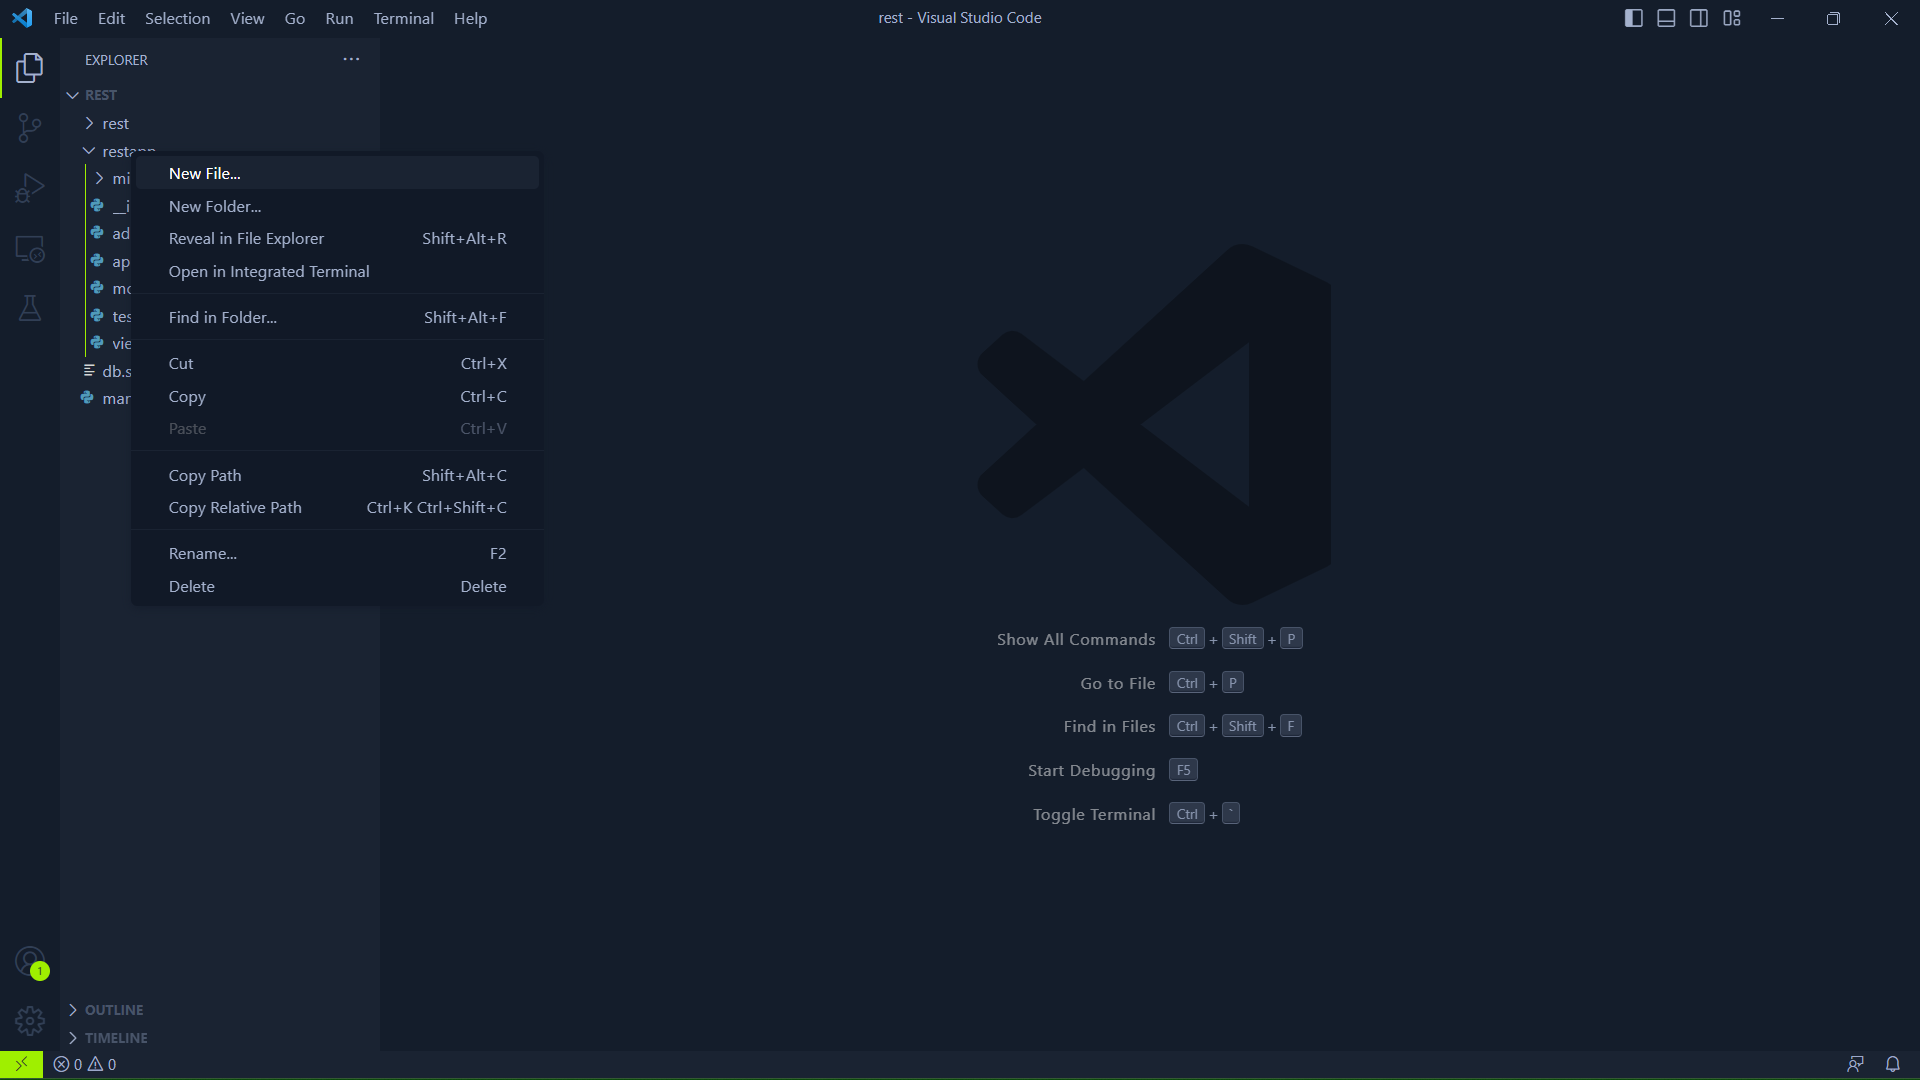 File Edit Selection View Go Run Terminal Help
rest - Visual Studio Code
EXPLORER
REST
rest
restapp
mi
__i
ad
ap
mo
tes
vie
db.s
mar
New File...
New Folder...
Reveal in File Explorer Shift+Alt+R
Open in Integrated Terminal
Find in Folder... Shift+Alt+F
Cut Ctrl+X
Copy Ctrl+C
Paste Ctrl+V
Copy Path Shift+Alt+C
Copy Relative Path Ctrl+K Ctrl+Shift+C
Rename... F2
Delete Delete
Show All Commands Ctrl + Shift + P
Go to File Ctrl + P
Find in Files Ctrl + Shift + F
Start Debugging F5
Toggle Terminal Ctrl + `
1
OUTLINE
TIMELINE
0 0